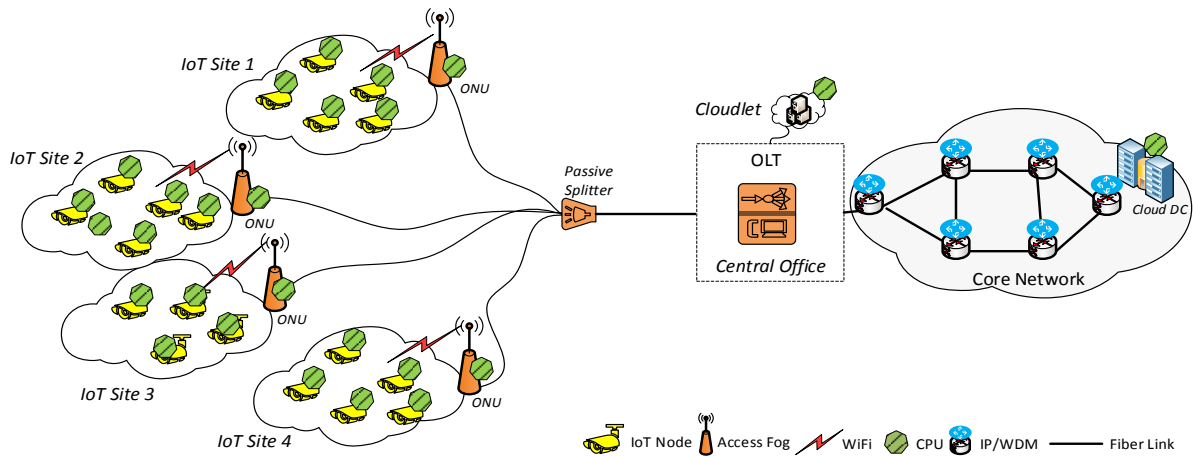 IoT Site 1
ONU
IoT Site 2
ONU
IoT Site 3
ONU
IoT Site 4
ONU
Passive
Splitter
Cloudlet
OLT
Central Office
Cloud DC
Core Network
IoT Node
Access Fog
WiFi
CPU
IP/WDM
Fiber Link